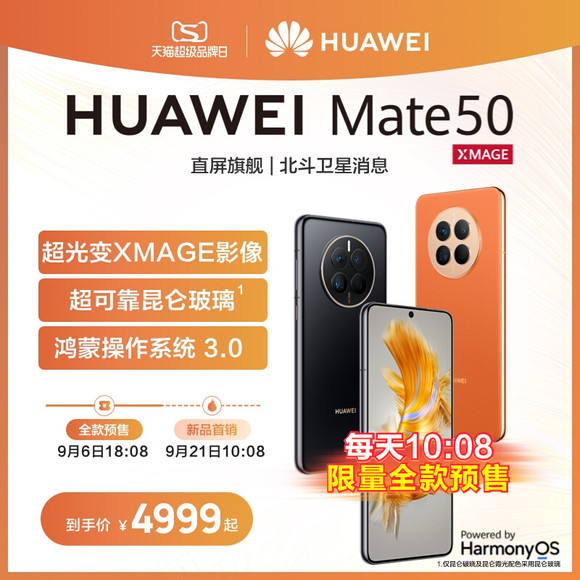 天猫超级品牌日
HUAWEI
HUAWEI Mate50
XMAGE
直屏旗舰 | 北斗卫星消息
超光变XMAGE影像
超可靠昆仑玻璃1
鸿蒙操作系统 3.0
全款预售
新品首销
9月6日18:08
9月21日10:08
HUAWEI
HUAWEI
每天10:08
限量全款预售
到手价 ¥4999起
Powered by
HarmonyOS
1.仅昆仑破晓及昆仑霞光配色采用昆仑玻璃